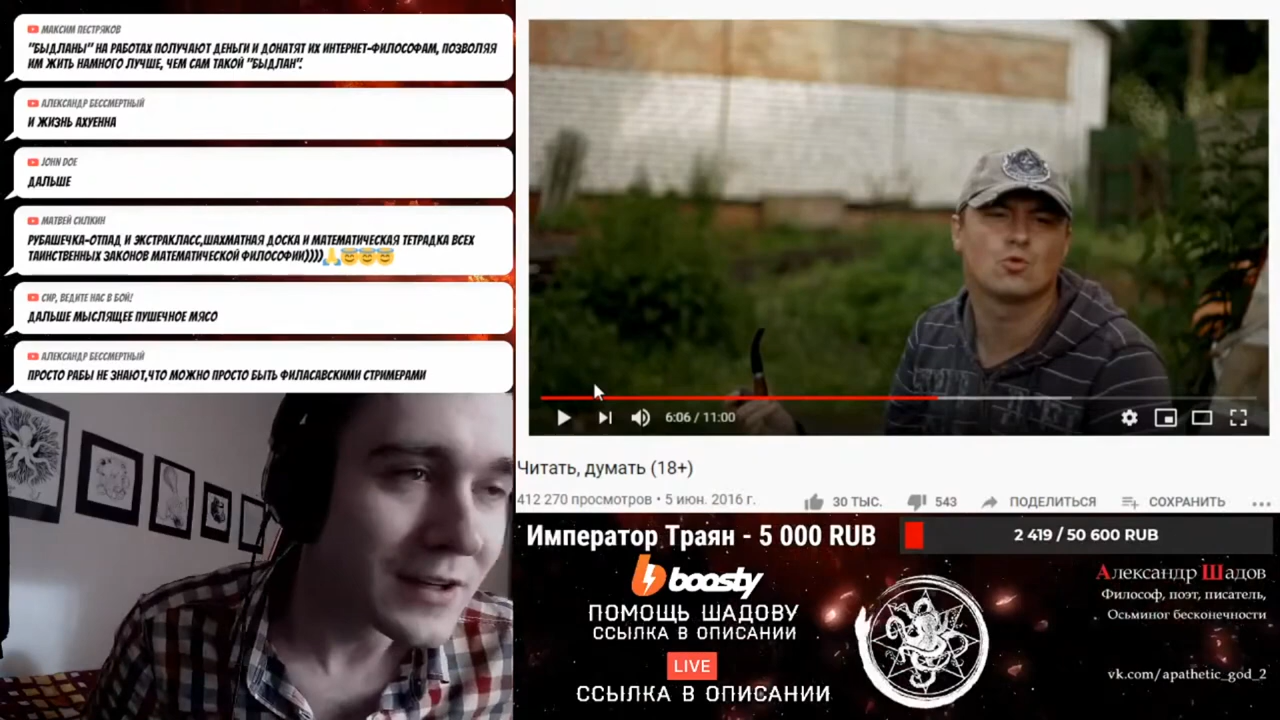 МАКСИМ ПЕСТРЯКОВ
"БЫДЛАНЫ" НА РАБОТАХ ПОЛУЧАЮТ ДЕНЬГИ И ДОНАТЯТ ИХ ИНТЕРНЕТ-ФИЛОСОФАМ, ПОЗВОЛЯЯ
ИМ ЖИТЬ НАМНОГО ЛУЧШЕ, ЧЕМ САМ ТАКОЙ "БЫДЛАН".
АЛЕКСАНДР БЕССМЕРТНЫЙ
И ЖИЗНЬ АХУЕННА
JOHN DOE
ДАЛЬШЕ
МАТВЕЙ СИЛКИН
РУБАШЕЧКА-ОТПАД И ЭКСТРАКЛАСС,ШАХМАТНАЯ ДОСКА И МАТЕМАТИЧЕСКАЯ ТЕТРАДКА ВСЕХ
ТАИНСТВЕННЫХ ЗАКОНОВ МАТЕМАТИЧЕСКОЙ ФИЛОСОФИИ))))🙏😇😇😇
СИР, ВЕДИТЕ НАС В БОЙ!
ДАЛЬШЕ МЫСЛЯЩЕЕ ПУШЕЧНОЕ МЯСО
АЛЕКСАНДР БЕССМЕРТНЫЙ
ПРОСТО РАБЫ НЕ ЗНАЮТ,ЧТО МОЖНО ПРОСТО БЫТЬ ФИЛАСАВСКИМИ СТРИМЕРАМИ
6:06 / 11:00
Читать, думать (18+)
412 270 просмотров • 5 июн. 2016 г.
30 ТЫС.
543
ПОДЕЛИТЬСЯ
СОХРАНИТЬ
Император Траян - 5 000 RUB
2 419 / 50 600 RUB
boosty
ПОМОЩЬ ШАДОВУ
ССЫЛКА В ОПИСАНИИ
LIVE
ССЫЛКА В ОПИСАНИИ
Александр Шадов
Философ, поэт, писатель,
Осьминог бесконечности
vk.com/apathetic_god_2